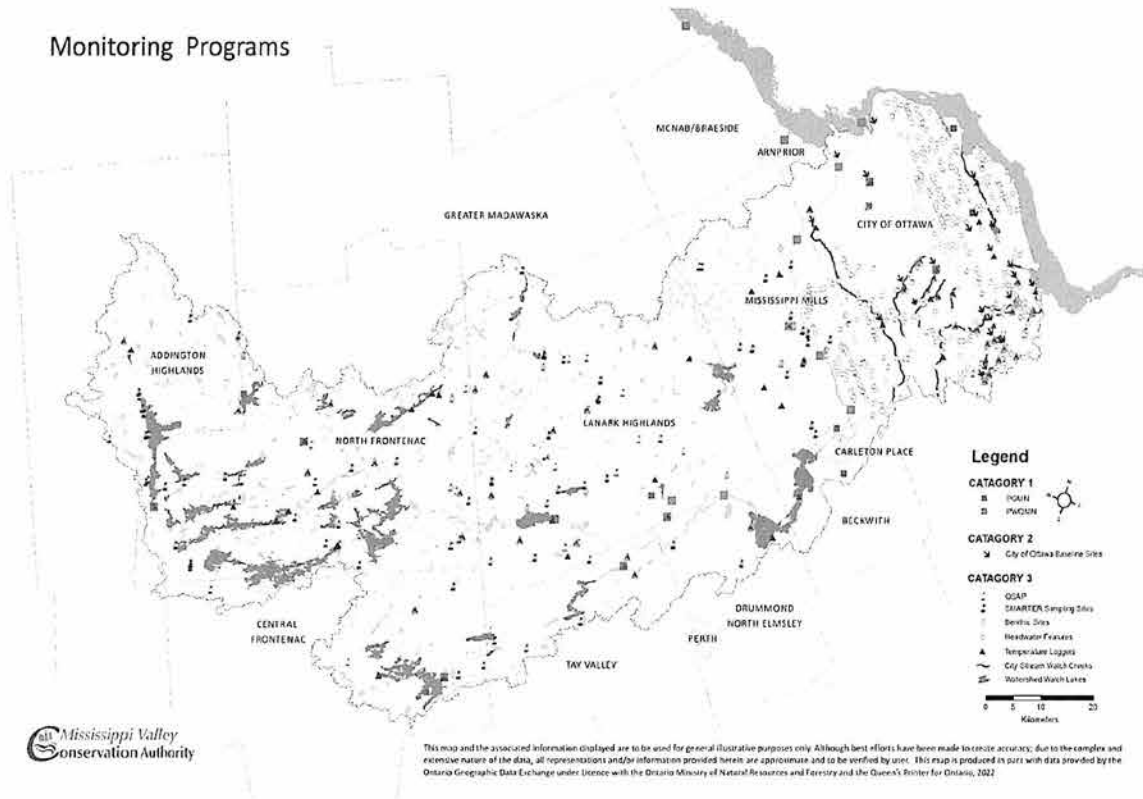 Monitoring Programs
MCNAB/BRAESIDE
ARNPRIOR
GREATER MADAWASKA
CITY OF OTTAWA
MISSISSIPPI MILLS
ADDINGTON
HIGHLANDS
NORTH FRONTENAC
LANARK HIGHLANDS
CARLETON PLACE
BECKWITH
DRUMMOND
NORTH ELMSLEY
PERTH
CENTRAL
FRONTENAC
TAY VALLEY
Legend
CATAGORY 1
PGMN
PWQMN
CATAGORY 2
City of Ottawa Baseline Sites
CATAGORY 3
OSAP
Sampling Sites
Benthic Sites
Headwater Features
Temperature Loggers
City Stream Watch Creeks
Watershed Watch Lakes
0 5 10 20
Kilometers
Mississippi Valley
Conservation Authority
This map and the associated information displayed are to be used for general illustrative purposes only. Although best efforts have been made to create accuracy; due to the complex and
extensive nature of the data, all representations and/or information provided herein are approximate and to be verified by user. This map is produced in part with data provided by the
Ontario Geographic Data Exchange under Licence with the Ontario Ministry of Natural Resources and Forestry and the Queen's Printer for Ontario, 2022